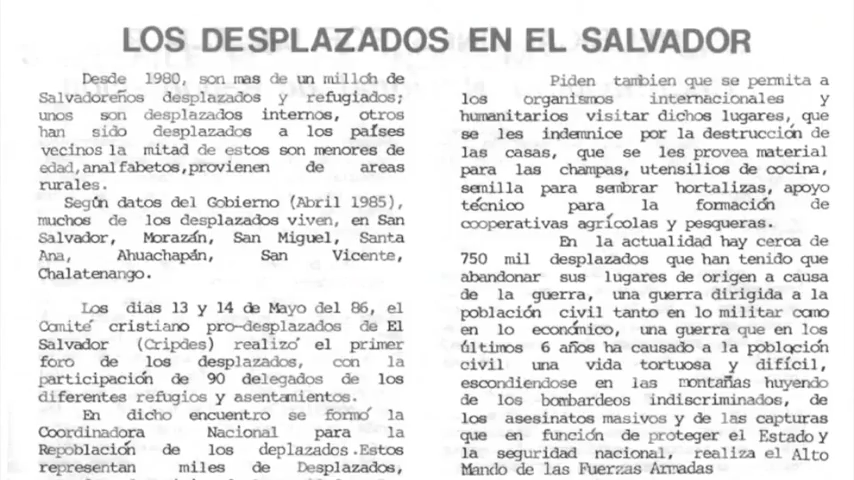 LOS DESPLAZADOS EN EL SALVADOR
Desde 1980, son mas de un millon de
Salvadoreños desplazados y refugiados;
unos son desplazados internos, otros
han sido desplazados a los países
vecinos la mitad de estos son menores de
edad,analfabetos,provienen de areas
rurales.
Según datos del Gobierno (Abril 1985),
muchos de los desplazados viven, en San
Salvador, Morazán, San Miguel, Santa
Ana, Ahuachapán, San Vicente,
Chalatenango.
Los dias 13 y 14 de Mayo del 86, el
Comité cristiano pro-desplazados de El
Salvador (Cripdes) realizó el primer
foro de los desplazados, con la
participación de 90 delegados de los
diferentes refugios y asentamientos.
En dicho encuentro se formó la
Coordinadora Nacional para la
Repoblación de los deplazados.Estos
representan miles de Desplazados,
Piden tambien que se permita a
los organismos internacionales y
humanitarios visitar dichos lugares, que
se les indemnice por la destrucción de
las casas, que se les provea material
para las champas, utensilios de cocina,
semilla para sembrar hortalizas, apoyo
técnico para la formación de
cooperativas agrícolas y pesqueras.
En la actualidad hay cerca de
750 mil desplazados que han tenido que
abandonar sus lugares de origen a causa
de la guerra, una guerra dirigida a la
población civil tanto en lo militar como
en lo económico, una guerra que en los
últimos 6 años ha causado a la poblqción
civil una vida tortuosa y difícil,
escondiendose en las montañas huyendo
de los bombardeos indiscriminados, de
los asesinatos masivos y de las capturas
que en función de proteger el Estado y
la seguridad nacional, realiza el Alto
Mando de las Fuerzas Armadas